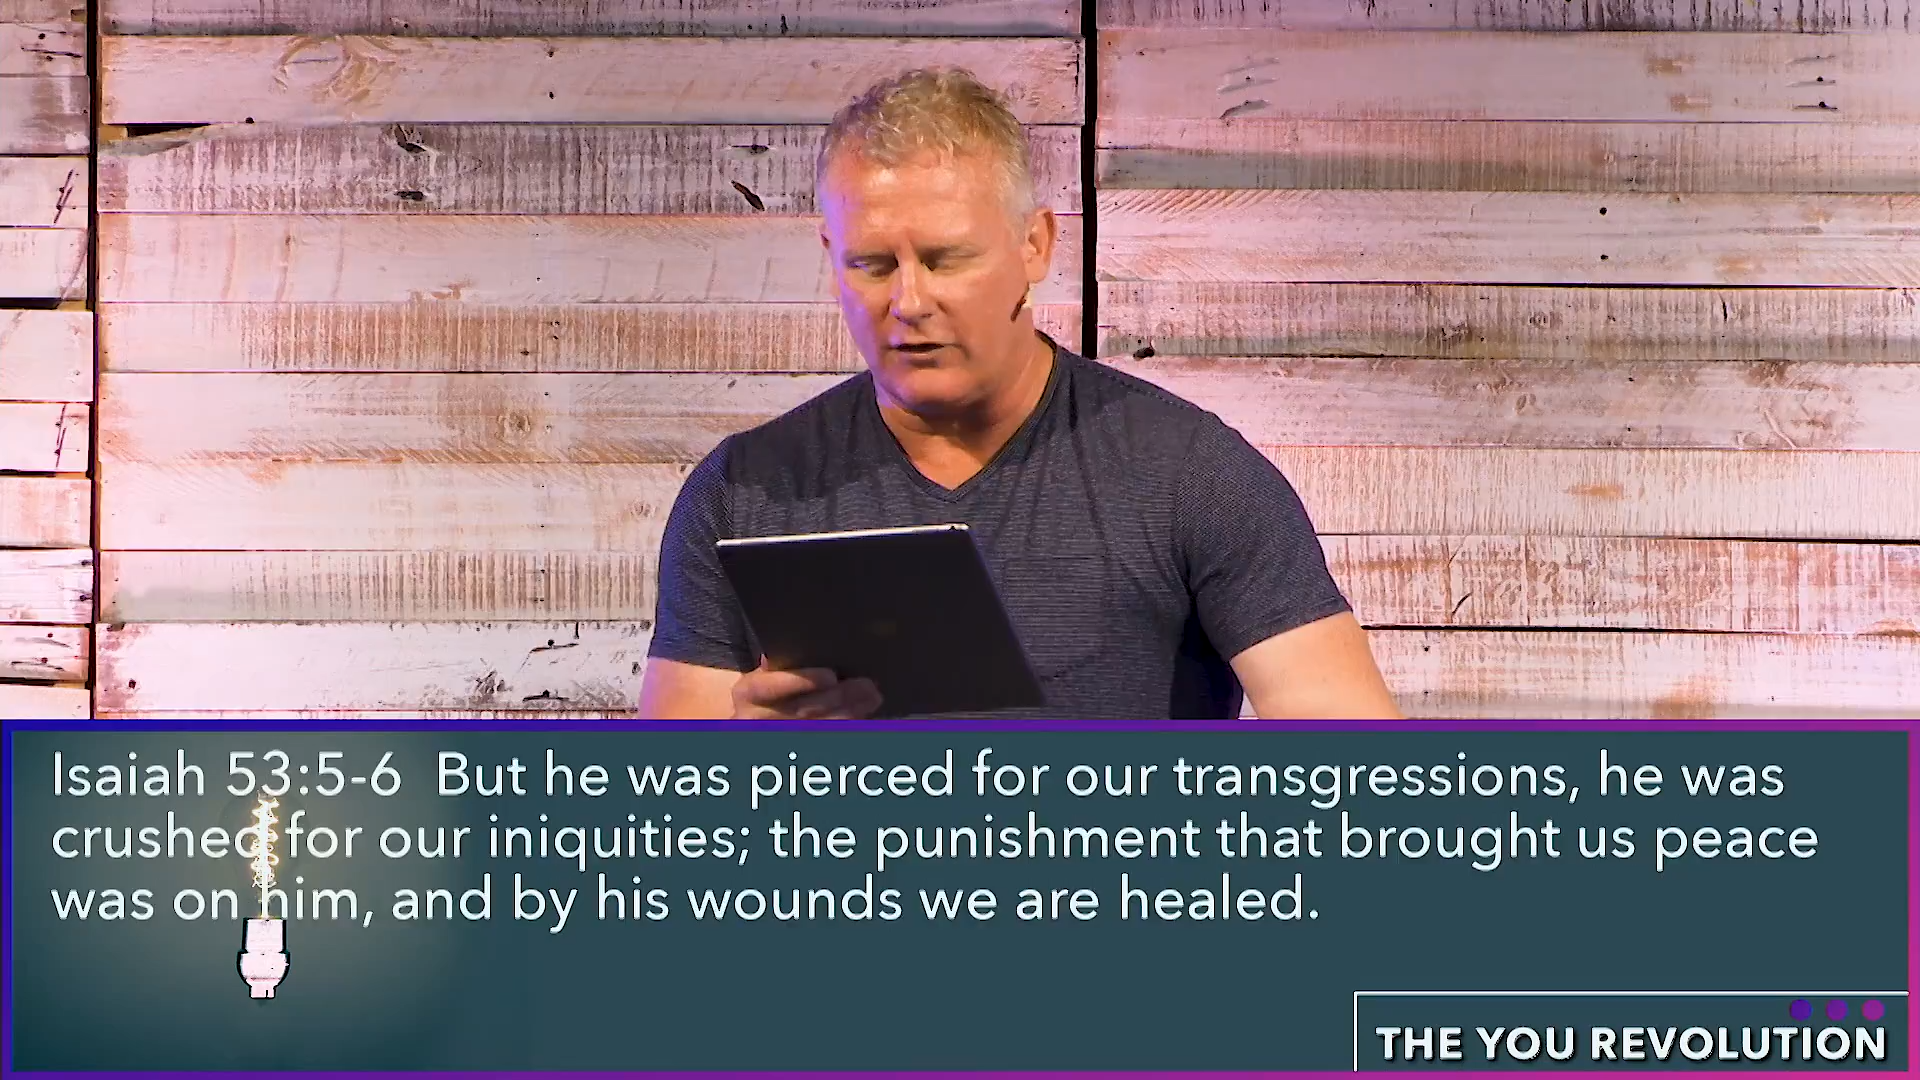 Isaiah 53:5-6  But he was pierced for our transgressions, he was
crushed for our iniquities; the punishment that brought us peace
was on him, and by his wounds we are healed.
THE YOU REVOLUTION